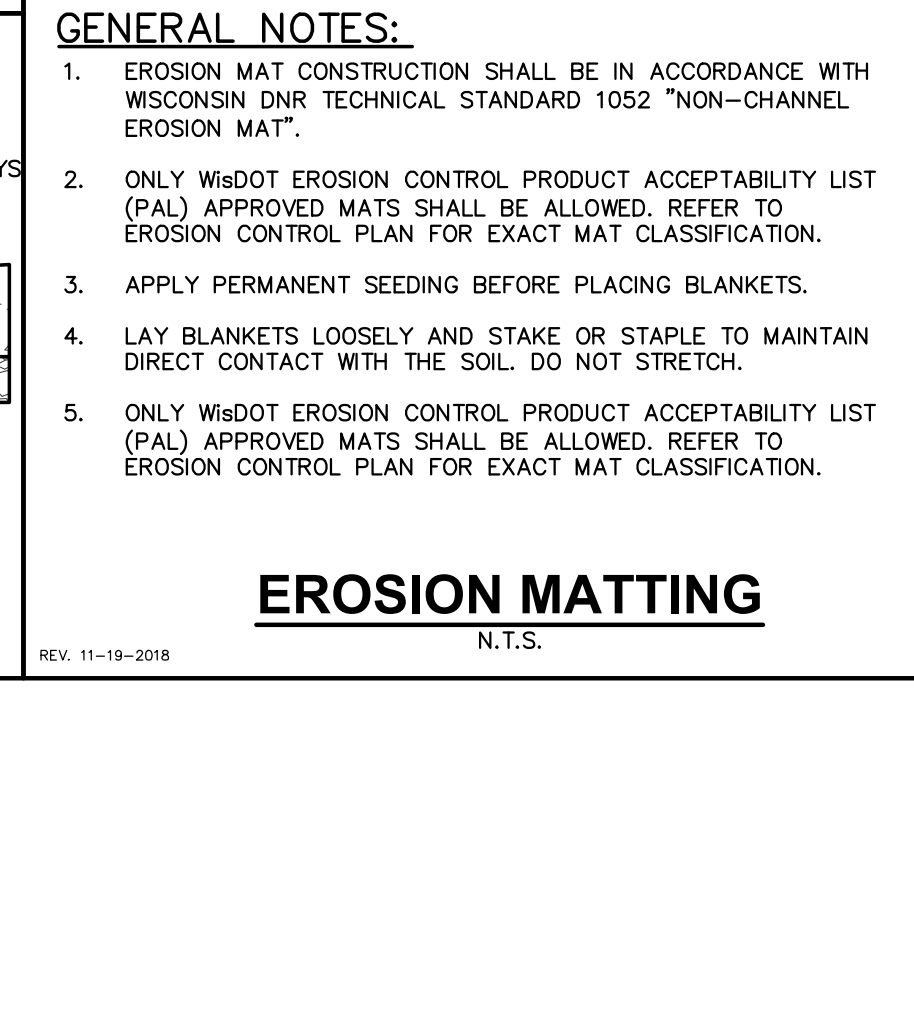 GENERAL NOTES:
1. EROSION MAT CONSTRUCTION SHALL BE IN ACCORDANCE WITH
WISCONSIN DNR TECHNICAL STANDARD 1052 "NON-CHANNEL
EROSION MAT".
2. ONLY WisDOT EROSION CONTROL PRODUCT ACCEPTABILITY LIST
(PAL) APPROVED MATS SHALL BE ALLOWED. REFER TO
EROSION CONTROL PLAN FOR EXACT MAT CLASSIFICATION.
3. APPLY PERMANENT SEEDING BEFORE PLACING BLANKETS.
4. LAY BLANKETS LOOSELY AND STAKE OR STAPLE TO MAINTAIN
DIRECT CONTACT WITH THE SOIL. DO NOT STRETCH.
5. ONLY WisDOT EROSION CONTROL PRODUCT ACCEPTABILITY LIST
(PAL) APPROVED MATS SHALL BE ALLOWED. REFER TO
EROSION CONTROL PLAN FOR EXACT MAT CLASSIFICATION.
EROSION MATTING
N.T.S.
REV. 11-19-2018